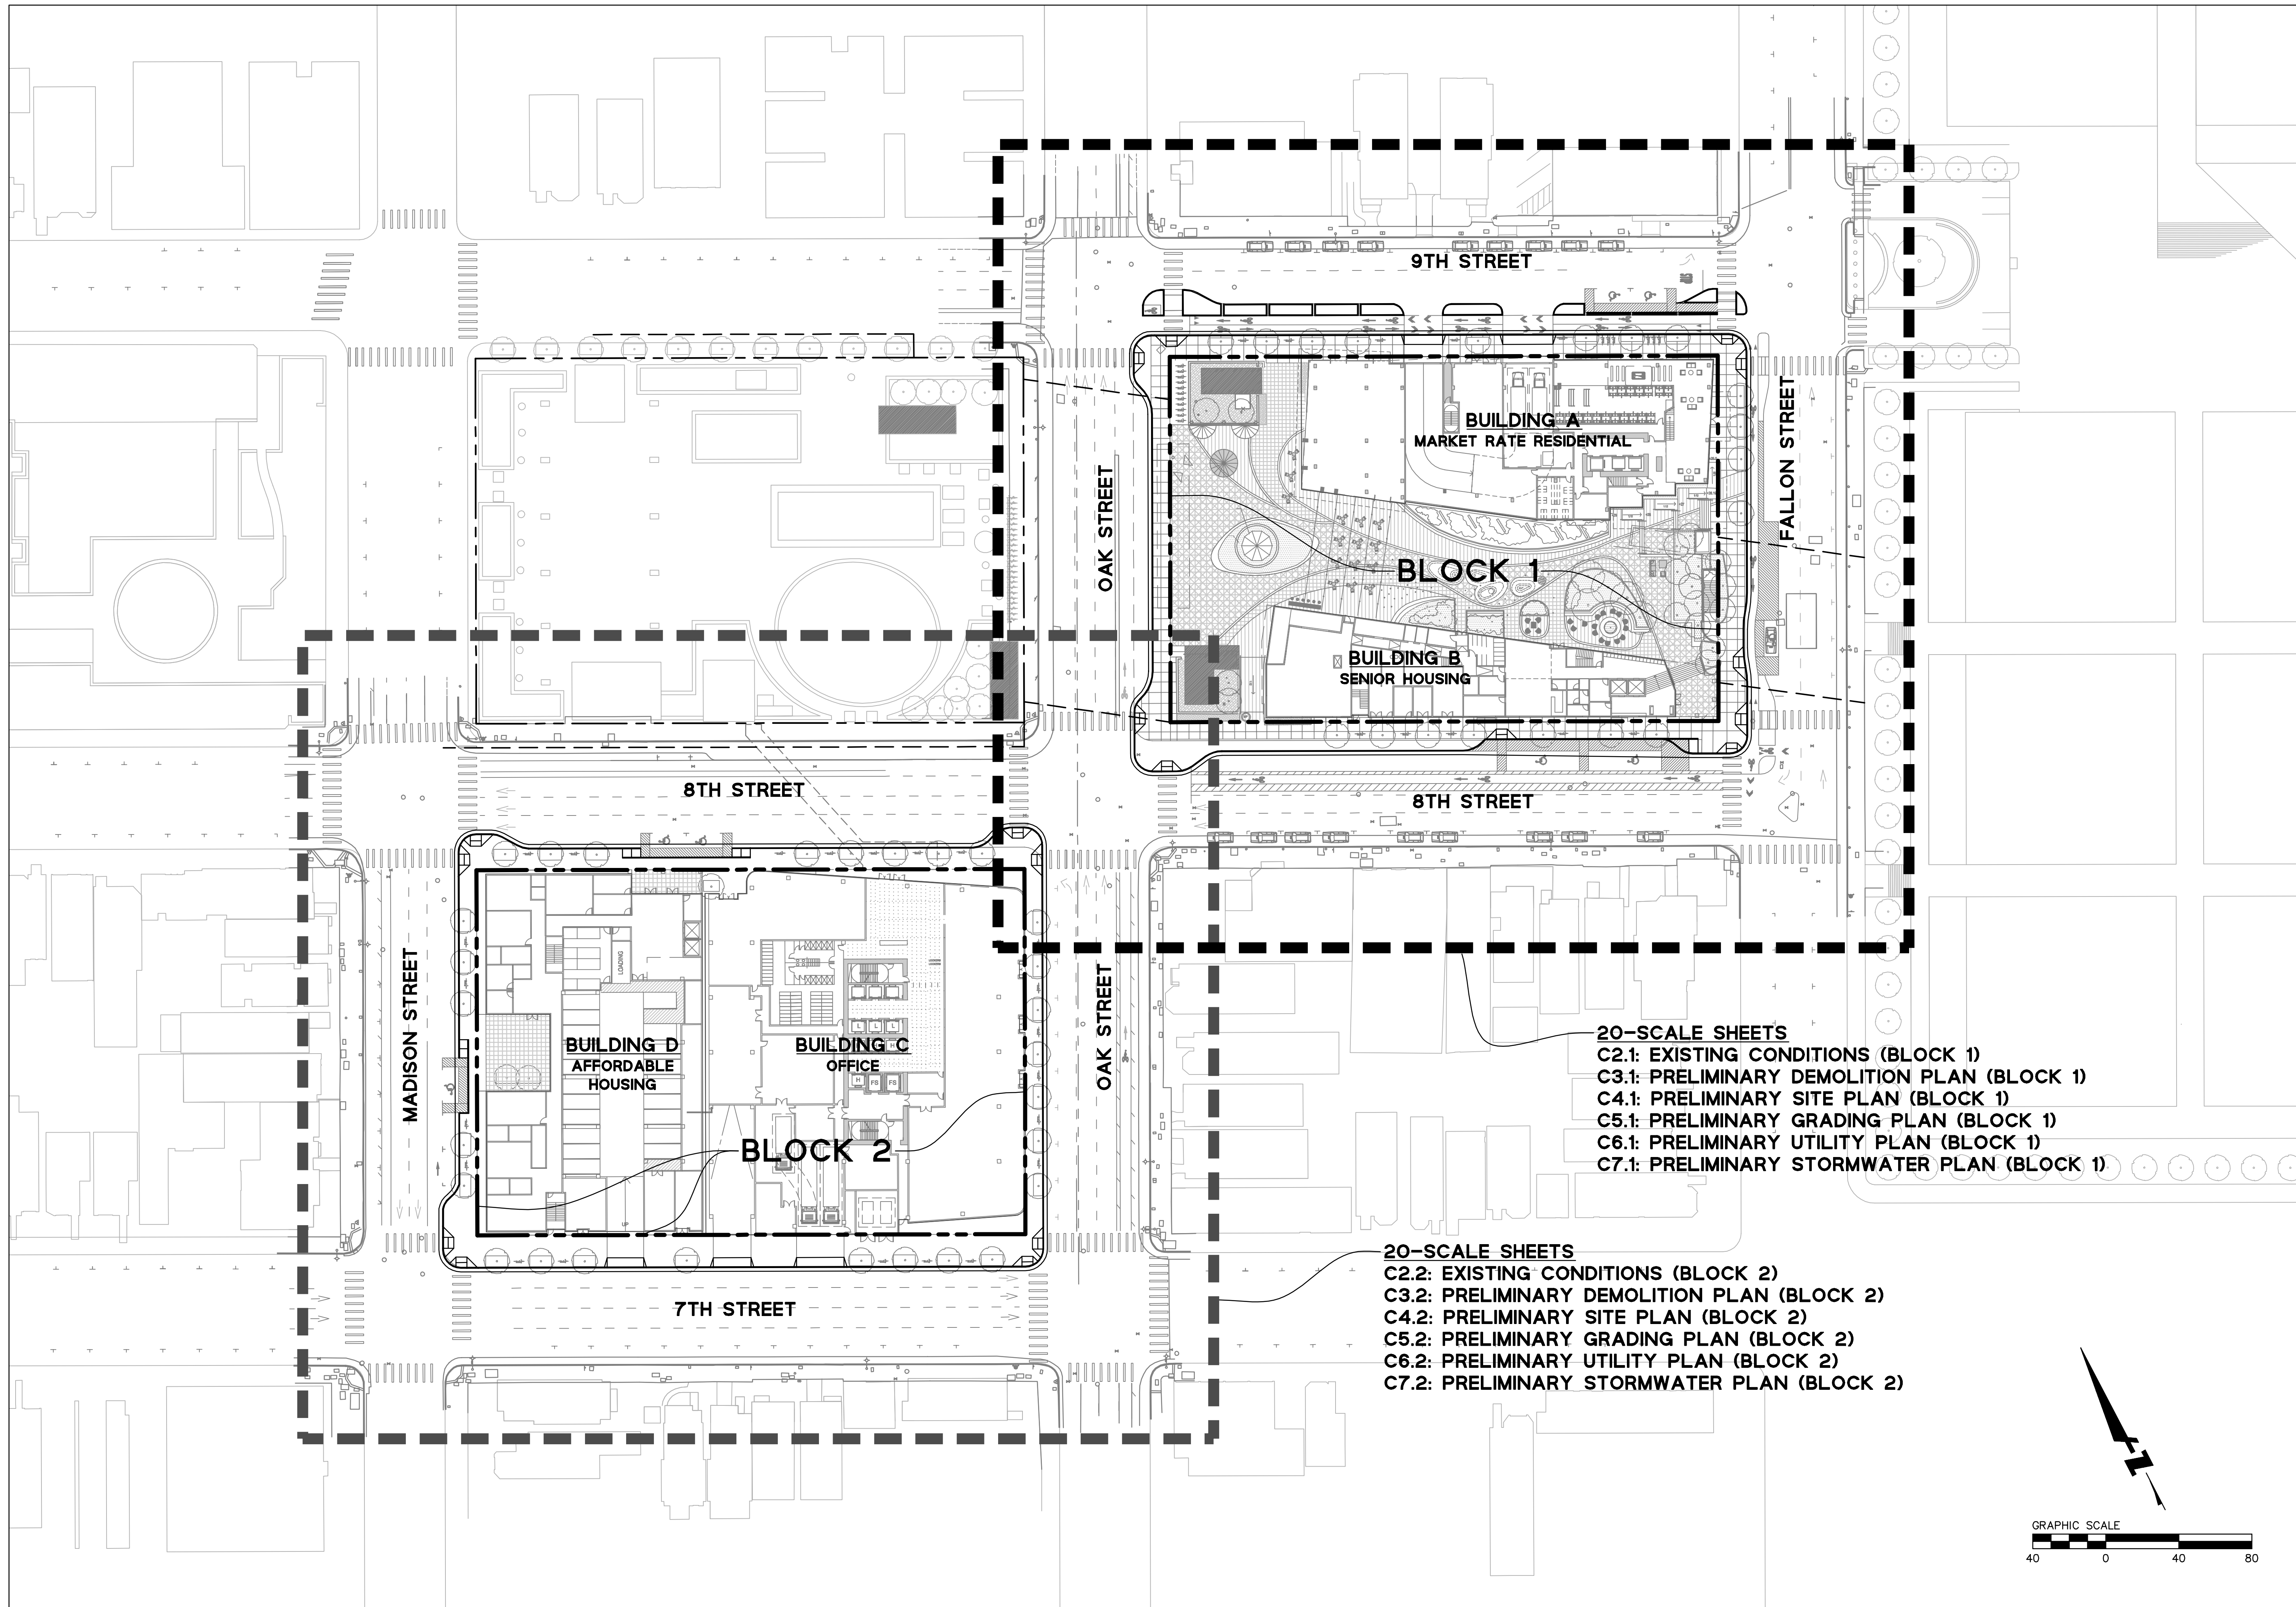 9TH STREET
BUILDING A
MARKET RATE RESIDENTIAL
FALLON STREET
OAK STREET
BLOCK 1
BUILDING B
SENIOR HOUSING
8TH STREET
8TH STREET
MADISON STREET
LOADING
OAK STREET
L L L
H
BUILDING D
AFFORDABLE
HOUSING
BUILDING C
OFFICE
H FS FS
BLOCK 2
UP
7TH STREET
20-SCALE SHEETS
C2.1: EXISTING CONDITIONS (BLOCK 1)
C3.1: PRELIMINARY DEMOLITION PLAN (BLOCK 1)
C4.1: PRELIMINARY SITE PLAN (BLOCK 1)
C5.1: PRELIMINARY GRADING PLAN (BLOCK 1)
C6.1: PRELIMINARY UTILITY PLAN (BLOCK 1)
C7.1: PRELIMINARY STORMWATER PLAN (BLOCK 1)
20-SCALE SHEETS
C2.2: EXISTING CONDITIONS (BLOCK 2)
C3.2: PRELIMINARY DEMOLITION PLAN (BLOCK 2)
C4.2: PRELIMINARY SITE PLAN (BLOCK 2)
C5.2: PRELIMINARY GRADING PLAN (BLOCK 2)
C6.2: PRELIMINARY UTILITY PLAN (BLOCK 2)
C7.2: PRELIMINARY STORMWATER PLAN (BLOCK 2)
N
GRAPHIC SCALE
40 0 40 80